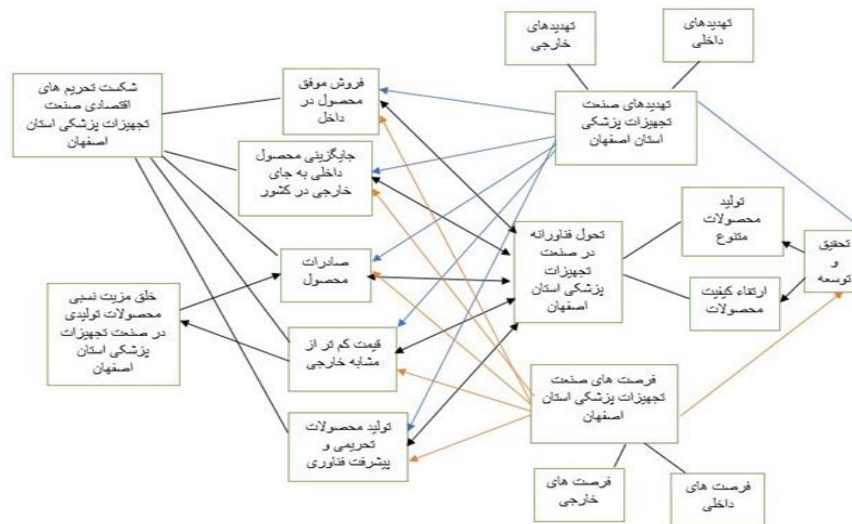 تهدیدهای
داخلی
تهدیدهای
خارجی
شکست تحریم های
اقتصادی صنعت
تجهیزات پزشکی استان
اصفهان
فروش موفق
محصول در
داخل
تهدیدهای صنعت
تجهیزات پزشکی
استان اصفهان
جایگزینی محصول
داخلی به جای
خارجی در کشور
تولید
محصولات
متنوع
تحقیق
و
توسعه
تحول فناورانه
در صنعت
تجهیزات
پزشکی استان
اصفهان
صادرات
محصول
ارتقاء کیفیت
محصولات
خلق مزیت نسبی
محصولات تولیدی
در صنعت تجهیزات
پزشکی استان
اصفهان
قیمت کم تر از
مشابه خارجی
فرصت های صنعت
تجهیزات پزشکی استان
اصفهان
تولید محصولات
تحریمی و
پیشرفت فناوری
فرصت های
خارجی
فرصت های
داخلی